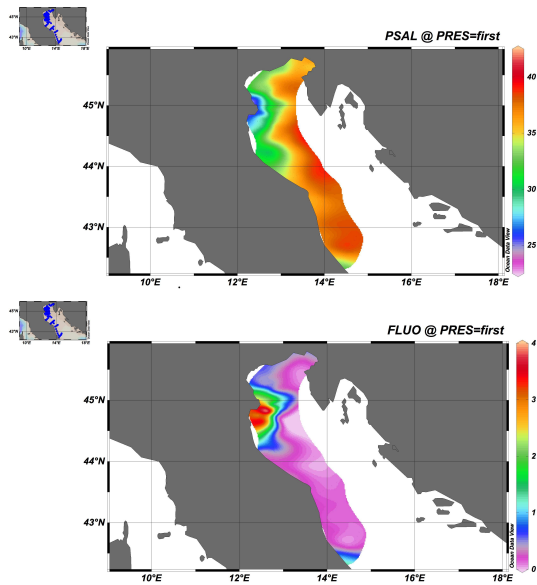 PSAL @ PRES=first
45°N
44°N
43°N
10°E
12°E
14°E
16°E
18°E
40
35
30
25
Ocean Data View
FLUO @ PRES=first
45°N
44°N
43°N
10°E
12°E
14°E
16°E
18°E
4
3
2
1
0
Ocean Data View